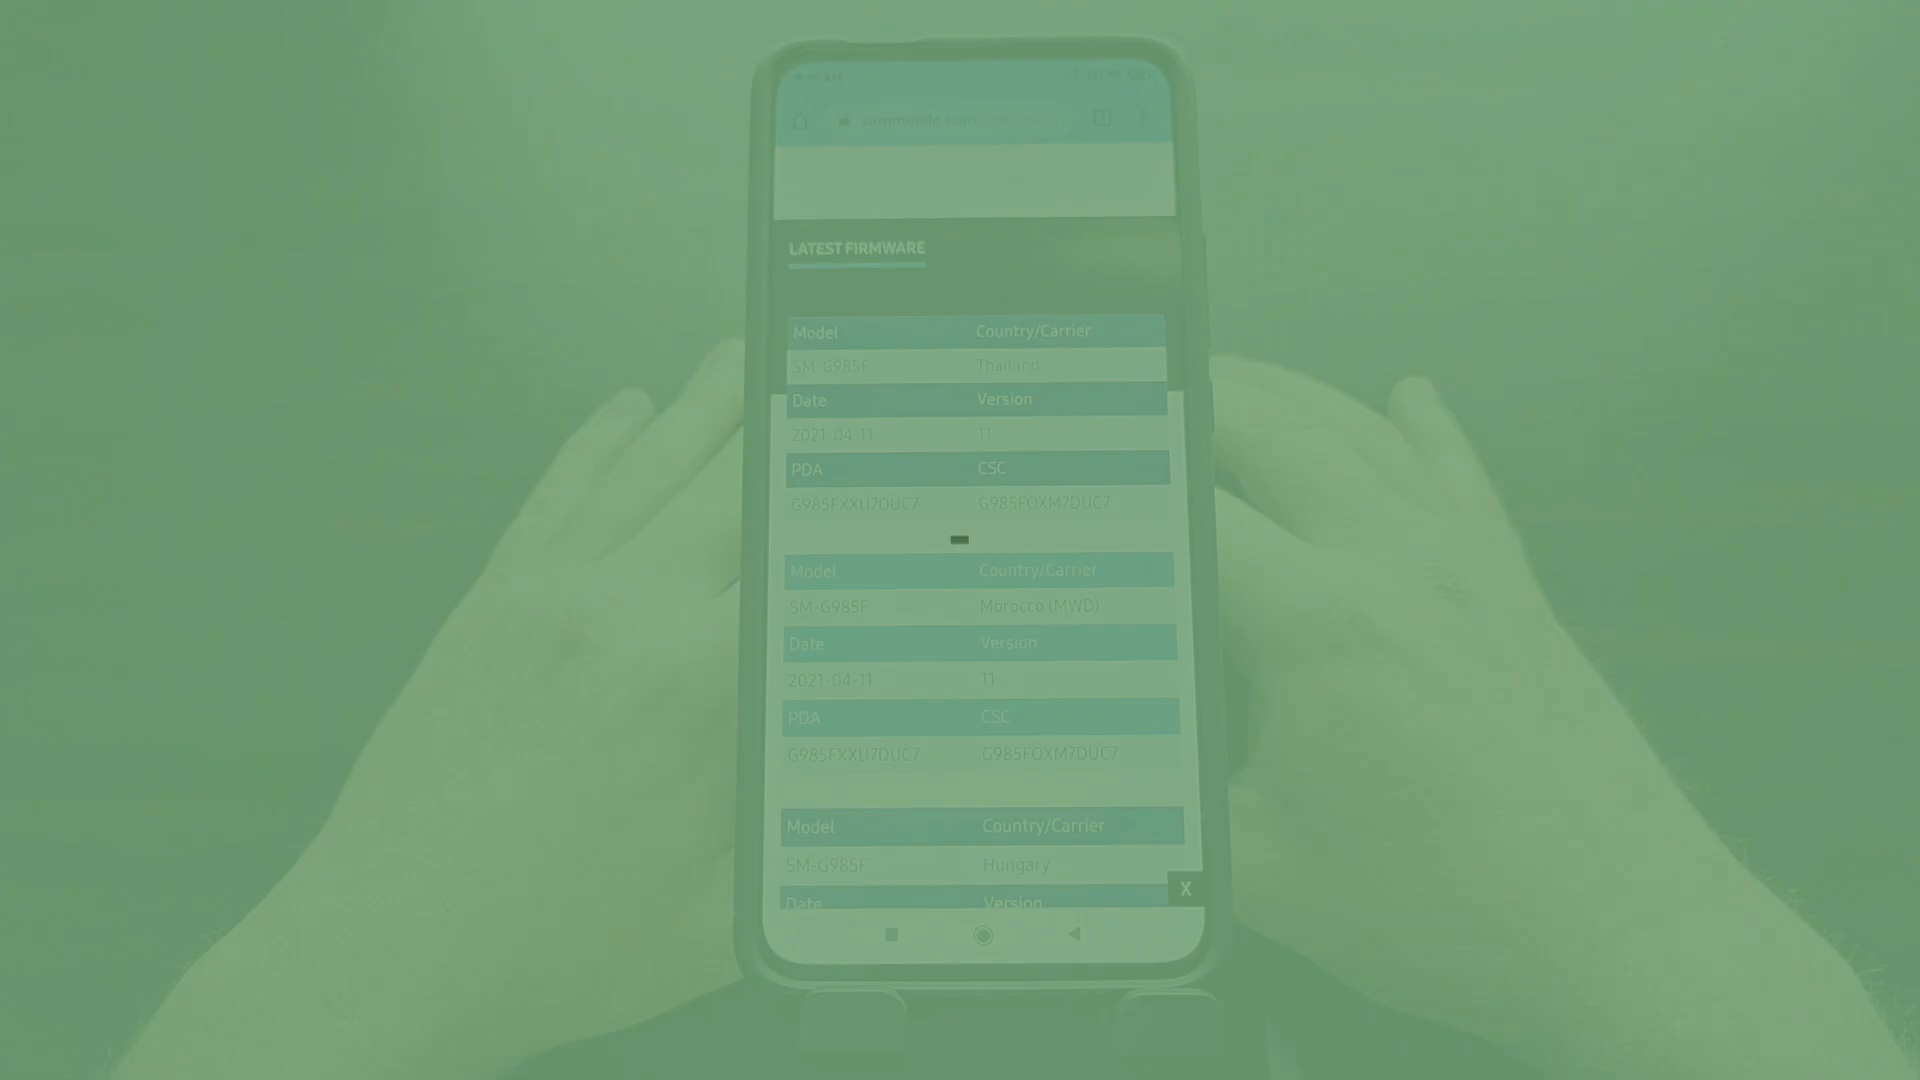 sammobile.com
LATEST FIRMWARE
Model Country/Carrier
SM-G985F Thailand
Date Version
2021-04-11 11
PDA CSC
G985FXXU7DUC7 G985FOXM7DUC7
Model Country/Carrier
SM-G985F Morocco (MWD)
Date Version
2021-04-11 11
PDA CSC
G985FXXU7DUC7 G985FOXM7DUC7
Model Country/Carrier
SM-G985F Hungary
Date Version
X